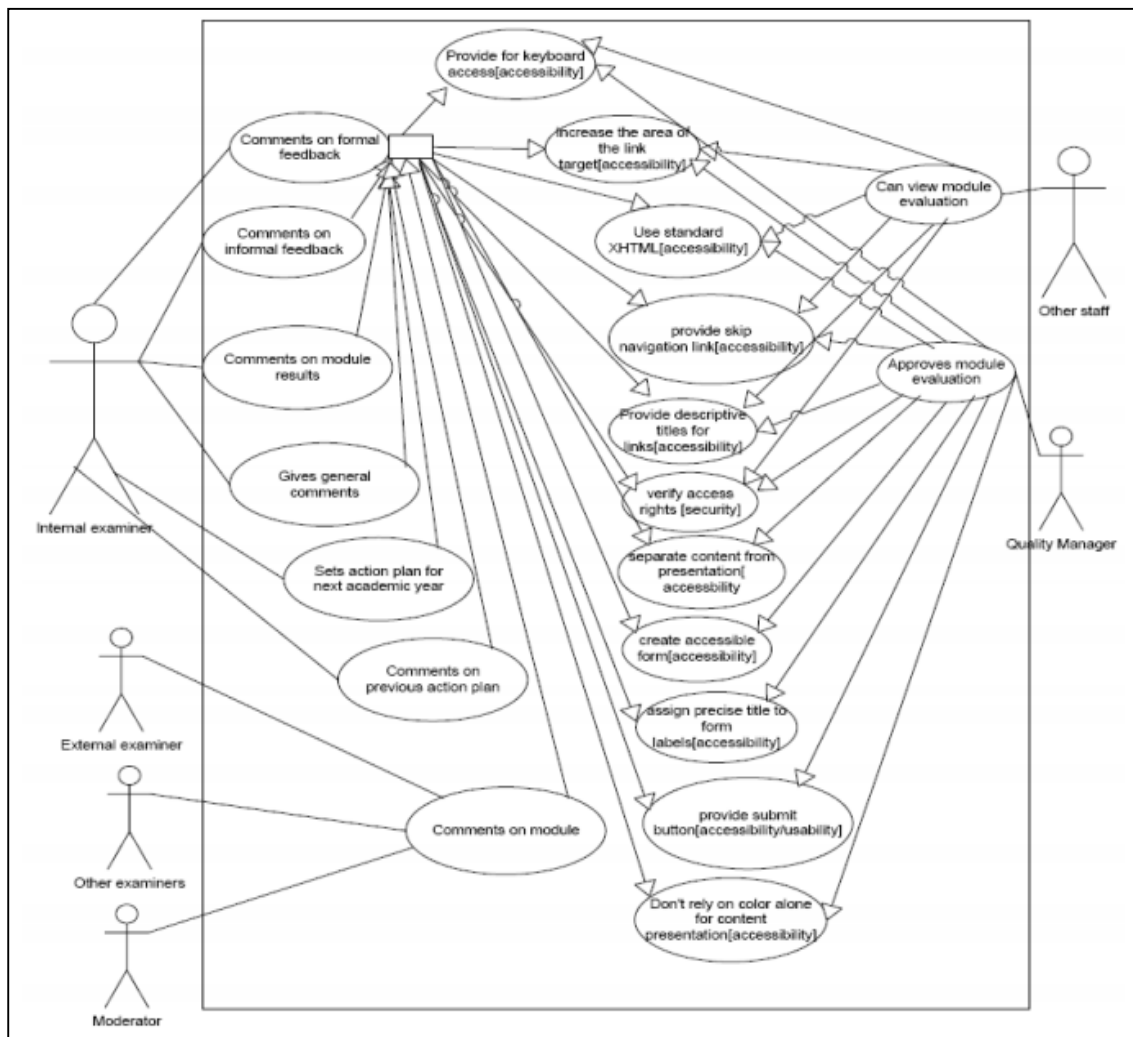 Provide for keyboard
access[accessibility]
Comments on formal
feedback
Increase the area of
the link
target[accessibility]
Can view module
evaluation
Comments on
informal feedback
Use standard
XHTML[accessibility]
Other staff
provide skip
navigation link[accessibility]
Comments on module
results
Approves module
evaluation
Provide descriptive
titles for
links[accessibility]
Gives general
comments
verify access
rights [security]
Internal examiner
Quality Manager
separate content from
presentation[
accessbility
Sets action plan for
next academic year
create accessible
form[accessibility]
Comments on
previous action plan
assign precise title to
form
labels[accessibility]
External examiner
provide submit
button[accessibility/usability]
Comments on module
Other examiners
Don't rely on color alone
for content
presentation[accessibility]
Moderator